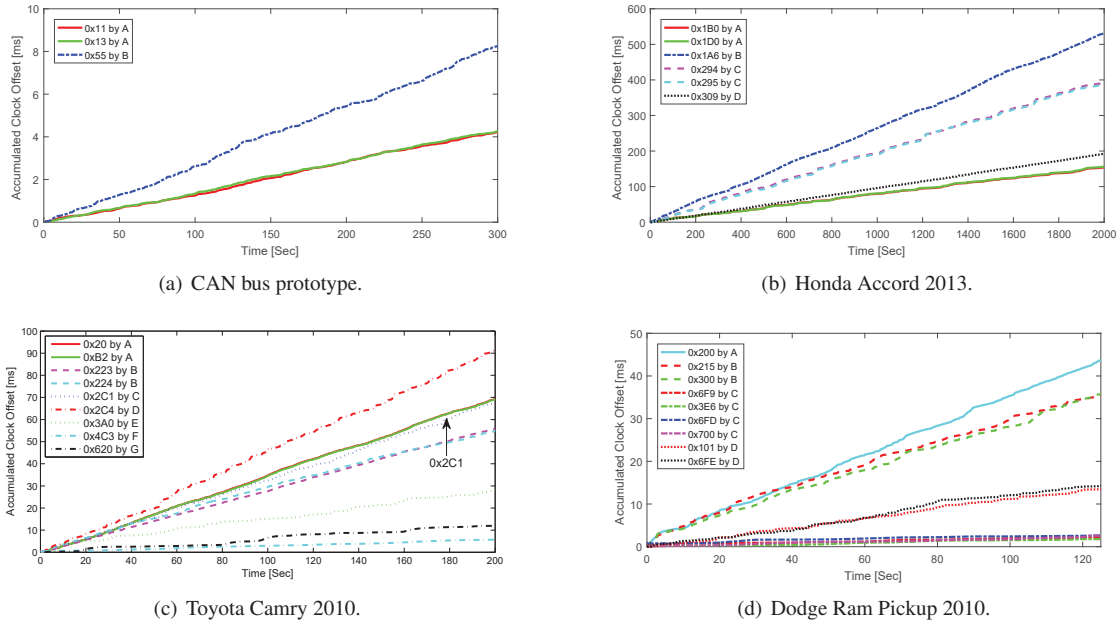 10
8
6
4
2
0
Accumulated Clock Offset [ms]
0x11 by A
0x13 by A
0x55 by B
0 50 100 150 200 250 300
Time [Sec]
(a) CAN bus prototype.
600
500
400
300
200
100
0
Accumulated Clock Offset [ms]
0x1B0 by A
0x1D0 by A
0x1A6 by B
0x294 by C
0x295 by C
0x309 by D
0 200 400 600 800 1000 1200 1400 1600 1800 2000
Time [Sec]
(b) Honda Accord 2013.
100
90
80
70
60
50
40
30
20
10
0
Accumulated Clock Offset [ms]
0x20 by A
0xB2 by A
0x223 by B
0x224 by B
0x2C1 by C
0x2C4 by D
0x3A0 by E
0x4C3 by F
0x620 by G
0x2C1
0 20 40 60 80 100 120 140 160 180 200
Time [Sec]
(c) Toyota Camry 2010.
50
40
30
20
10
0
Accumulated Clock Offset [ms]
0x200 by A
0x215 by B
0x300 by B
0x6F9 by C
0x3E6 by C
0x6FD by C
0x700 by C
0x101 by D
0x6FE by D
0 20 40 60 80 100 120
Time [Sec]
(d) Dodge Ram Pickup 2010.